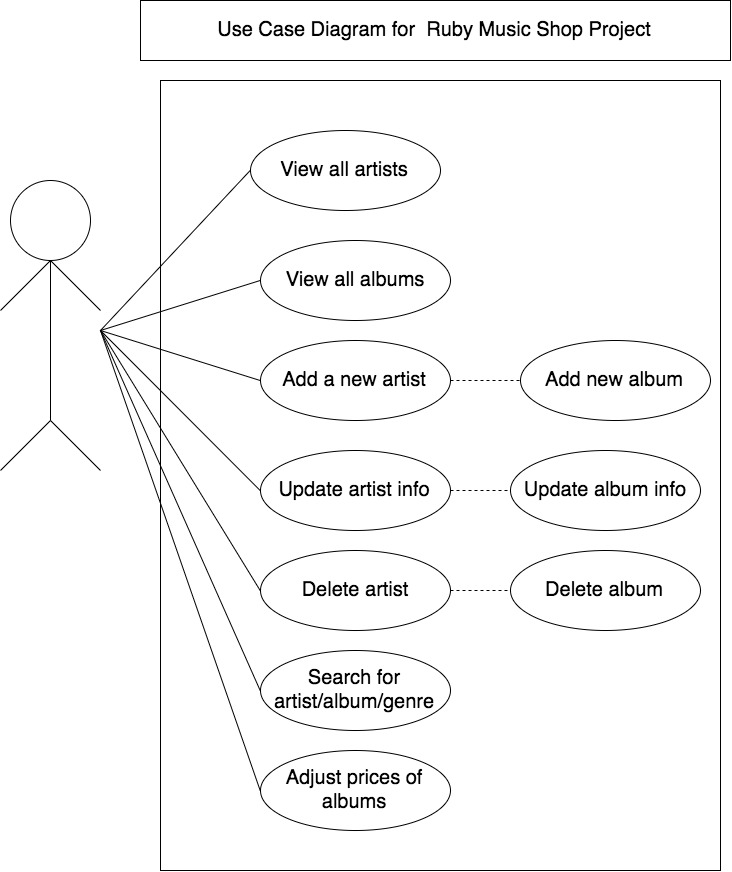 Use Case Diagram for Ruby Music Shop Project
View all artists
View all albums
Add a new artist
Add new album
Update artist info
Update album info
Delete artist
Delete album
Search for
artist/album/genre
Adjust prices of
albums